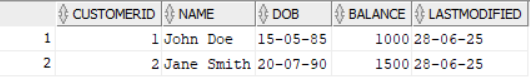 CUSTOMERID NAME DOB BALANCE LASTMODIFIED
1 1 John Doe 15-05-85 1000 28-06-25
2 2 Jane Smith 20-07-90 1500 28-06-25